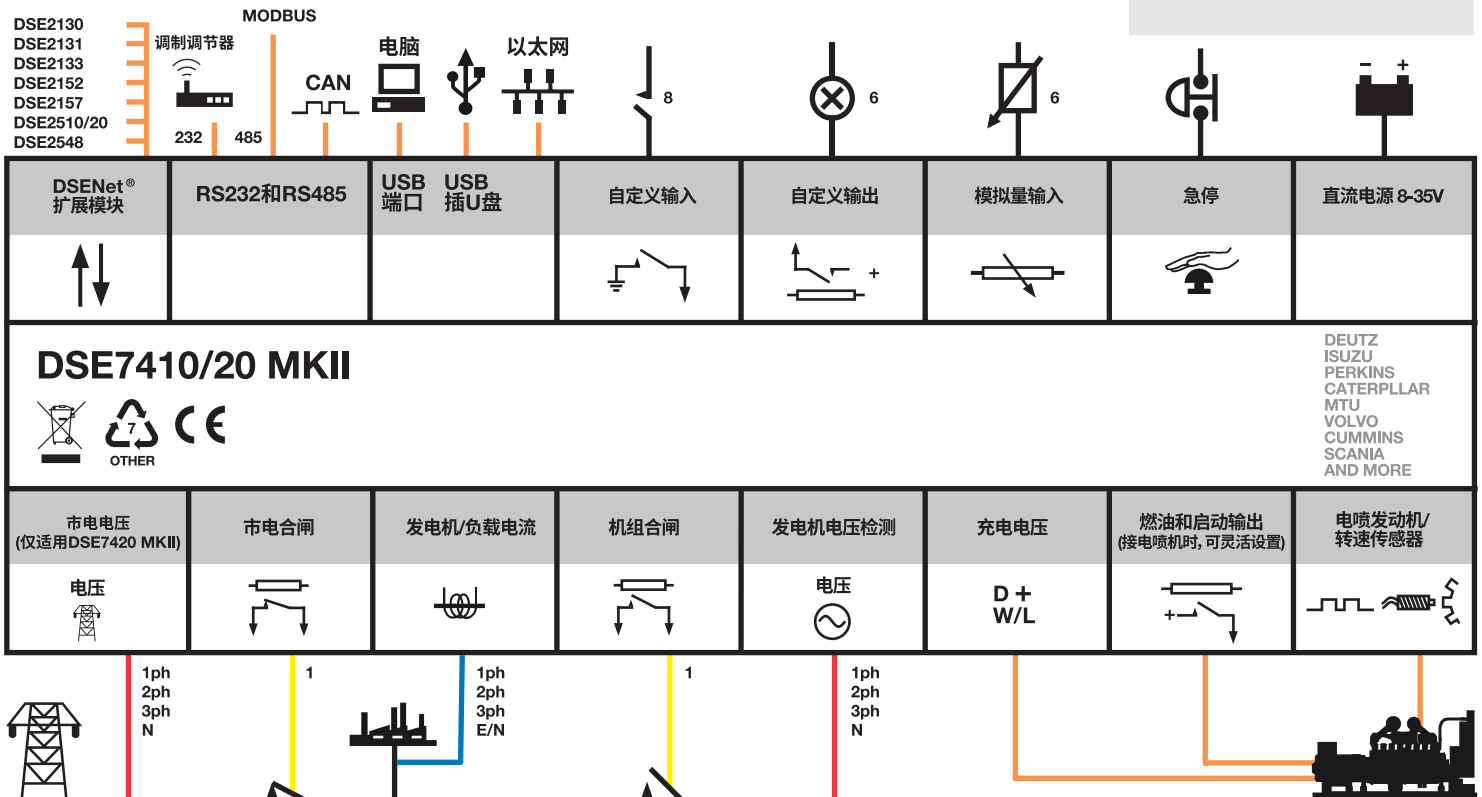 DSE2130
DSE2131
DSE2133
DSE2152
DSE2157
DSE2510/20
DSE2548
MODBUS
调制调节器
232
485
CAN
电脑
以太网
8
6
6
- +
DSENet®
扩展模块
RS232和RS485
USB
端口
USB
插U盘
自定义输入
自定义输出
模拟量输入
急停
直流电源 8-35V
+
DSE7410/20 MKII
7
OTHER
CE
DEUTZ
ISUZU
PERKINS
CATERPLLAR
MTU
VOLVO
CUMMINS
SCANIA
AND MORE
市电电压
(仅适用DSE7420 MKII)
市电合闸
发电机/负载电流
机组合闸
发电机电压检测
充电电压
燃油和启动输出
(接电喷机时, 可灵活设置)
电喷发动机/
转速传感器
电压
电压
D +
W/L
+
1ph
2ph
3ph
N
1
1ph
2ph
3ph
E/N
1
1ph
2ph
3ph
N